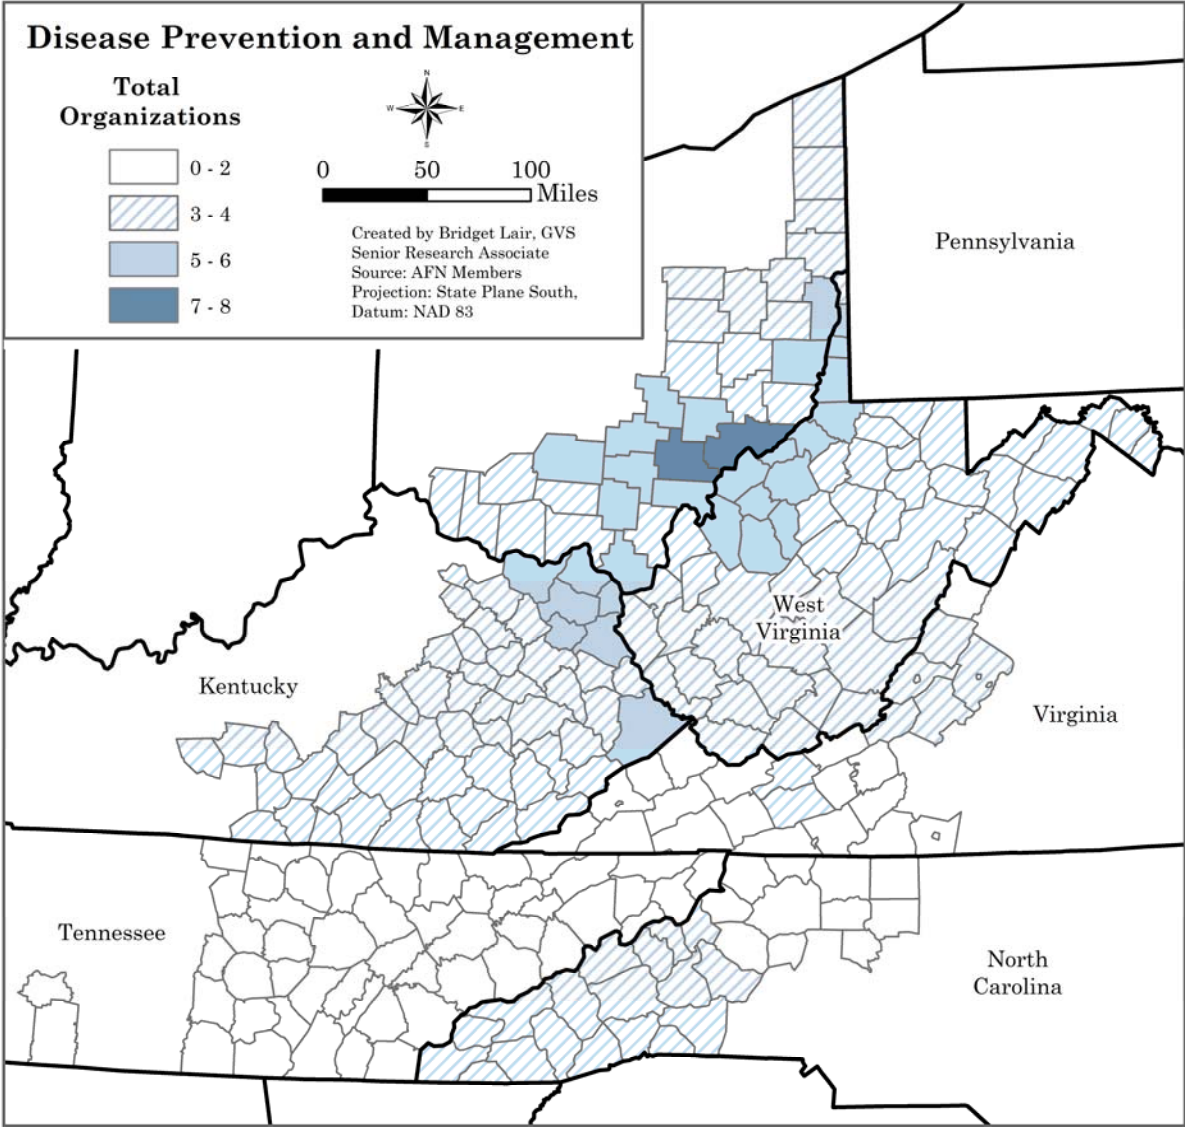 Disease Prevention and Management
Total
Organizations
0 - 2
3 - 4
5 - 6
7 - 8
N
W
E
S
0 50 100
Miles
Created by Bridget Lair, GVS
Senior Research Associate
Source: AFN Members
Projection: State Plane South,
Datum: NAD 83
Pennsylvania
West
Virginia
Kentucky
Virginia
Tennessee
North
Carolina